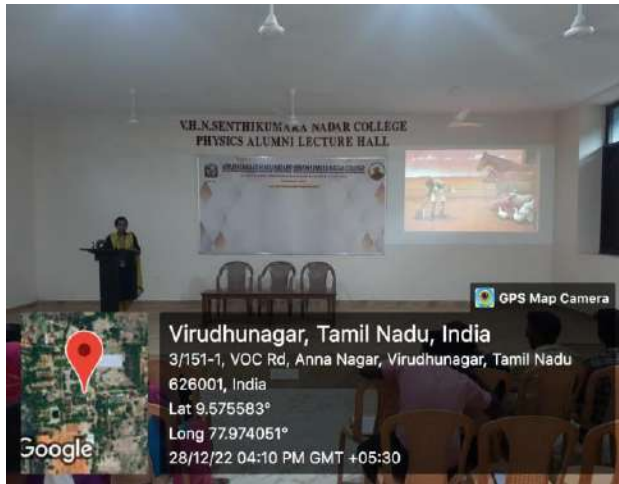 V.H.N.SENTHIKUMARA NADAR COLLEGE
PHYSICS ALUMNI LECTURE HALL
GPS Map Camera
Virudhunagar, Tamil Nadu, India
3/151-1, VOC Rd, Anna Nagar, Virudhunagar, Tamil Nadu
626001, India
Lat 9.575583°
Long 77.974051°
28/12/22 04:10 PM GMT +05:30
Google